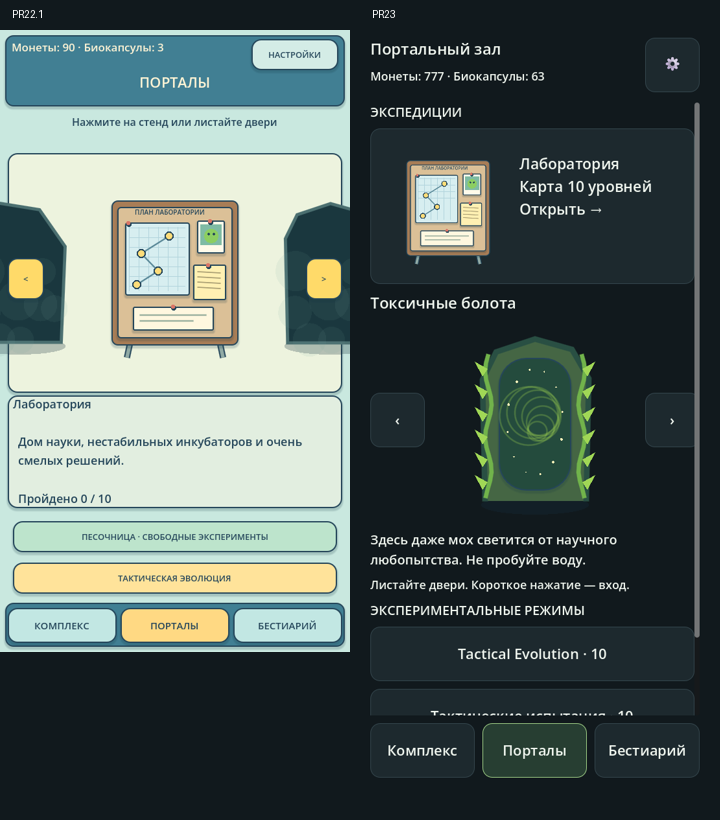 PR22.1
Монеты: 90 · Биокапсулы: 3
НАСТРОЙКИ
ПОРТАЛЫ
Нажмите на стенд или листайте двери
ПЛАН ЛАБОРАТОРИИ
<
>
Лаборатория
Дом науки, нестабильных инкубаторов и очень
смелых решений.
Пройдено 0 / 10
ПЕСОЧНИЦА · СВОБОДНЫЕ ЭКСПЕРИМЕНТЫ
ТАКТИЧЕСКАЯ ЭВОЛЮЦИЯ
КОМПЛЕКС
ПОРТАЛЫ
БЕСТИАРИЙ
PR23
Портальный зал
Монеты: 777 · Биокапсулы: 63
ЭКСПЕДИЦИИ
ПЛАН ЛАБОРАТОРИИ
Лаборатория
Карта 10 уровней
Открыть →
Токсичные болота
‹
›
Здесь даже мох светится от научного
любопытства. Не пробуйте воду.
Листайте двери. Короткое нажатие — вход.
ЭКСПЕРИМЕНТАЛЬНЫЕ РЕЖИМЫ
Tactical Evolution · 10
Тактические испытания · 10
Комплекс
Порталы
Бестиарий